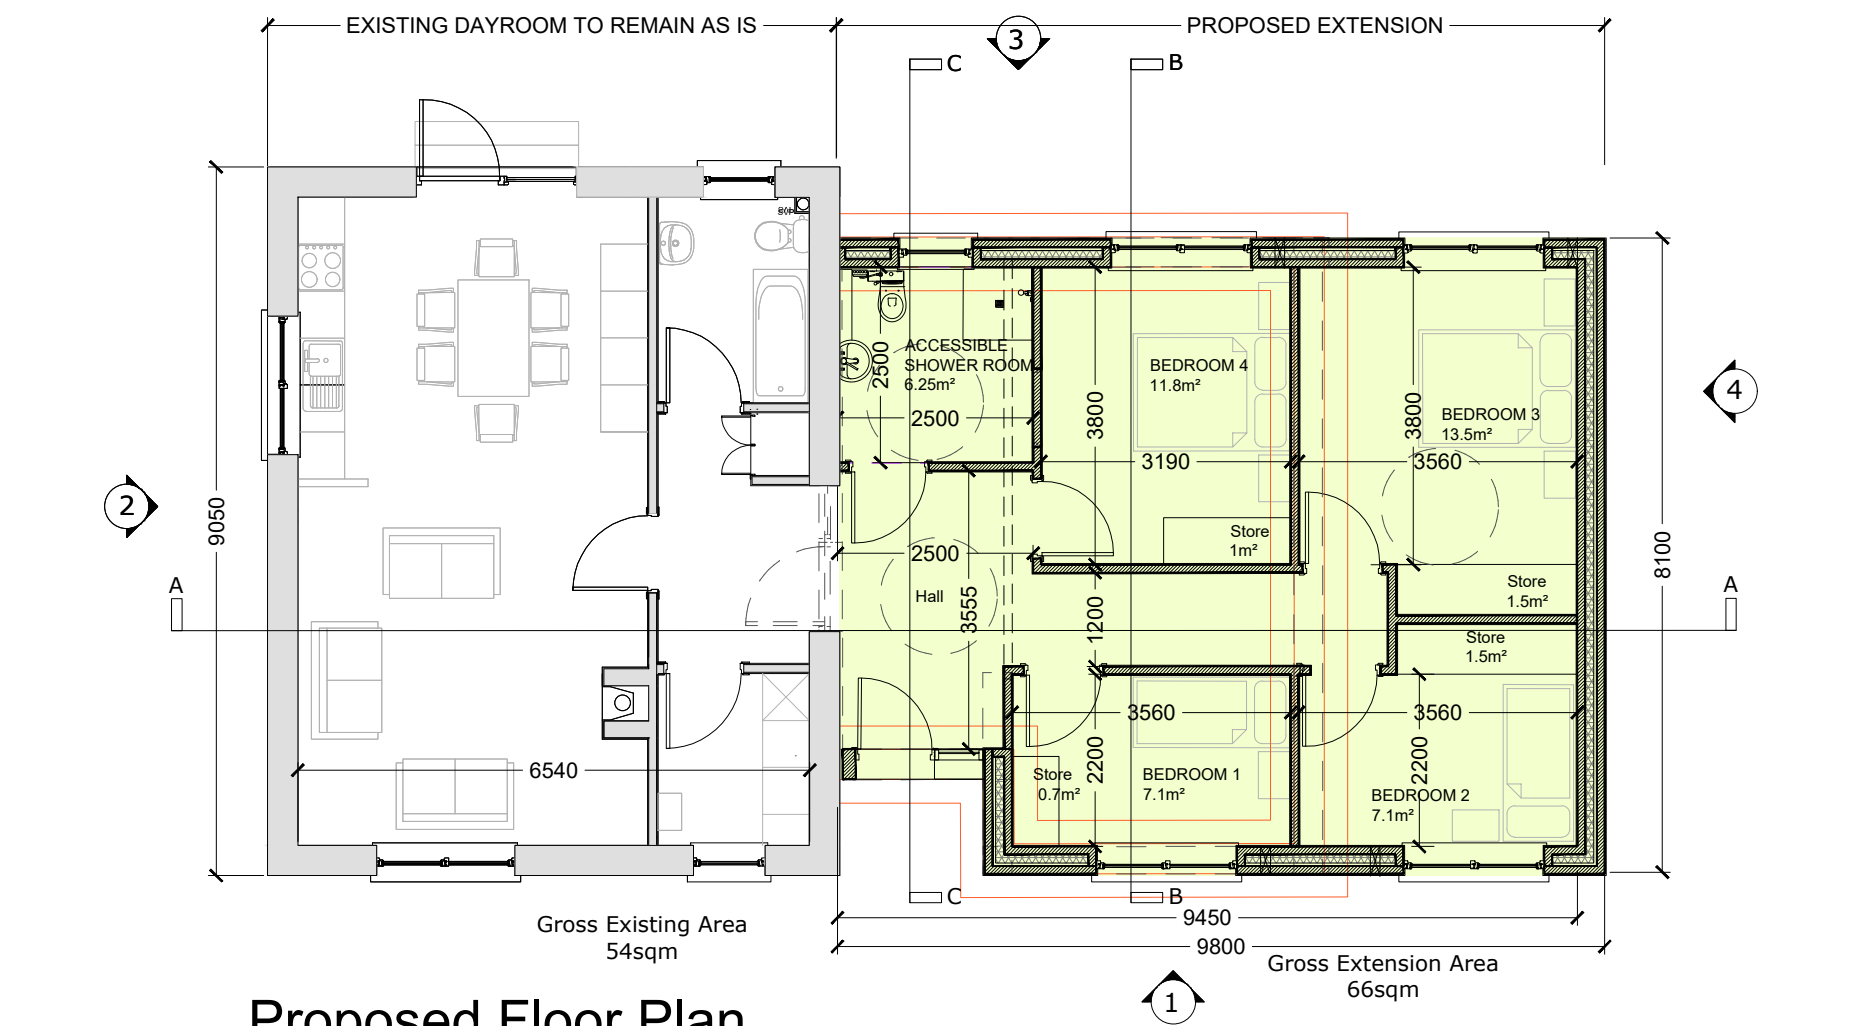 EXISTING DAYROOM TO REMAIN AS IS
PROPOSED EXTENSION
3
C
B
2500
ACCESSIBLE
SHOWER ROOM
6.25m²
2500
BEDROOM 4
11.8m²
3800
3190
Store
1m²
BEDROOM 3
13.5m²
3800
3560
4
2
9050
8100
A
A
2500
Hall
3555
1200
Store
1.5m²
Store
1.5m²
3560
3560
6540
Store
0.7m²
2200
BEDROOM 1
7.1m²
2200
BEDROOM 2
7.1m²
C
B
9450
9800
Gross Existing Area
54sqm
Gross Extension Area
66sqm
1
Proposed Floor Plan